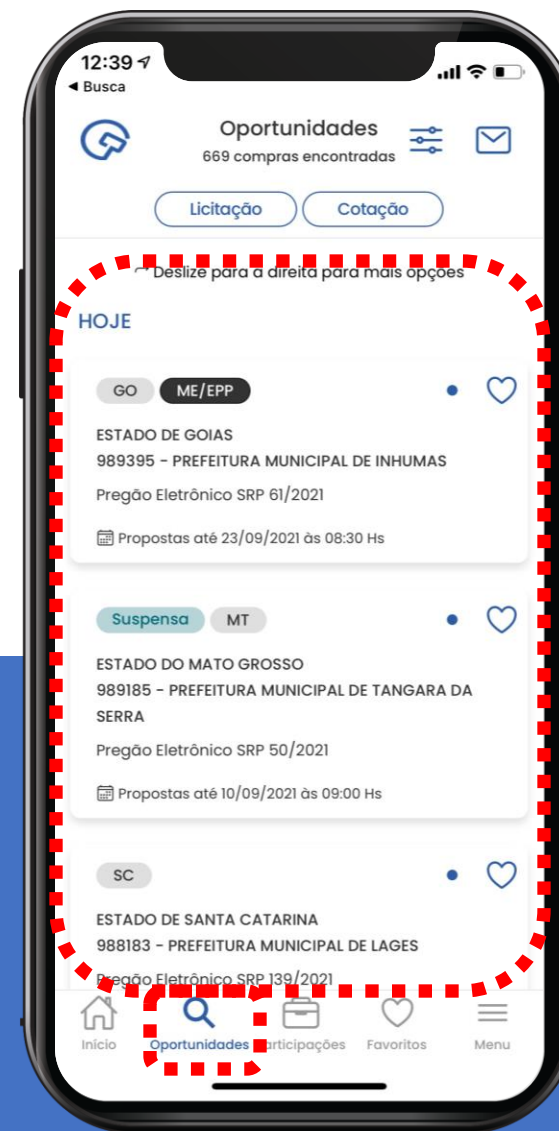 12:39
◀ Busca
Oportunidades
669 compras encontradas
Licitação
Cotação
Deslize para a direita para mais opções
HOJE
GO
ME/EPP
ESTADO DE GOIAS
989395 - PREFEITURA MUNICIPAL DE INHUMAS
Pregão Eletrônico SRP 61/2021
Propostas até 23/09/2021 às 08:30 Hs
Suspensa
MT
ESTADO DO MATO GROSSO
989185 - PREFEITURA MUNICIPAL DE TANGARA DA
SERRA
Pregão Eletrônico SRP 50/2021
Propostas até 10/09/2021 às 09:00 Hs
SC
ESTADO DE SANTA CATARINA
988183 - PREFEITURA MUNICIPAL DE LAGES
Pregão Eletrônico SRP 139/2021
Início
Oportunidades
Participações
Favoritos
Menu